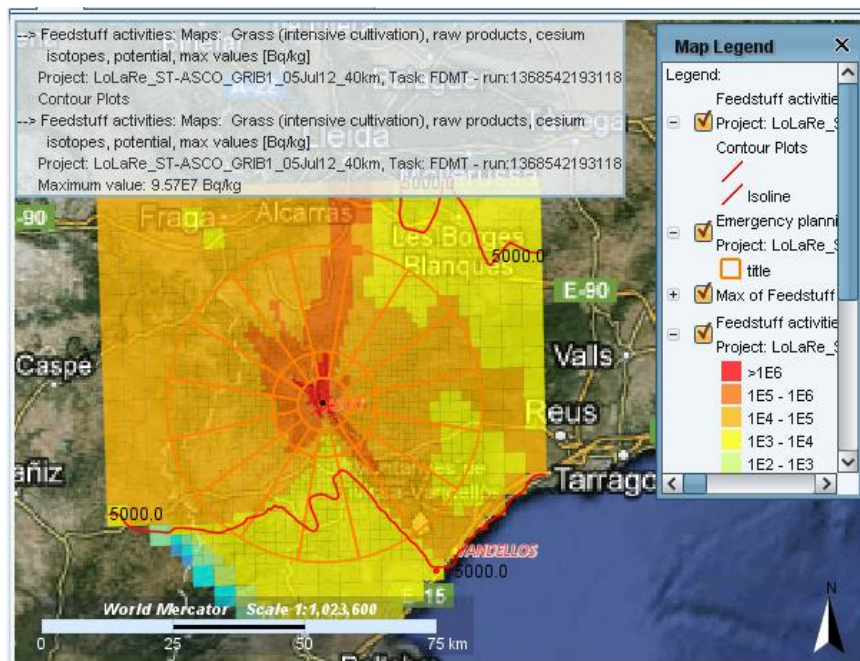 --> Feedstuff activities: Maps: Grass (intensive cultivation), raw products, cesium
isotopes, potential, max values [Bq/kg]
Project: LoLaRe_ST-ASCO_GRIB1_05Jul12_40km, Task: FDMT - run:1368542193118
Contour Plots
--> Feedstuff activities: Maps: Grass (intensive cultivation), raw products, cesium
isotopes, potential, max values [Bq/kg]
Project: LoLaRe_ST-ASCO_GRIB1_05Jul12_40km, Task: FDMT - run:1368542193118
Maximum value: 9.57E7 Bq/kg
Map Legend X
Legend:
Feedstuff activitie
Project: LoLaRe_S
Contour Plots
Isoline
Emergency planni
Project: LoLaRe_S
title
Max of Feedstuff
Feedstuff activitie
Project: LoLaRe_S
>1E6
1E5 - 1E6
1E4 - 1E5
1E3 - 1E4
1E2 - 1E3
Balaguer
Lleida
Mollerussa
5000.0
-90
Fraga
Alcarras
Les Borges
Blanques
5000.0
E-90
Caspe
Valls
Reus
Tarrago
añiz
5000.0
VANDELLOS
5000.0
E-15
World Mercator Scale 1:1,023,600
0 25 50 75 km
N